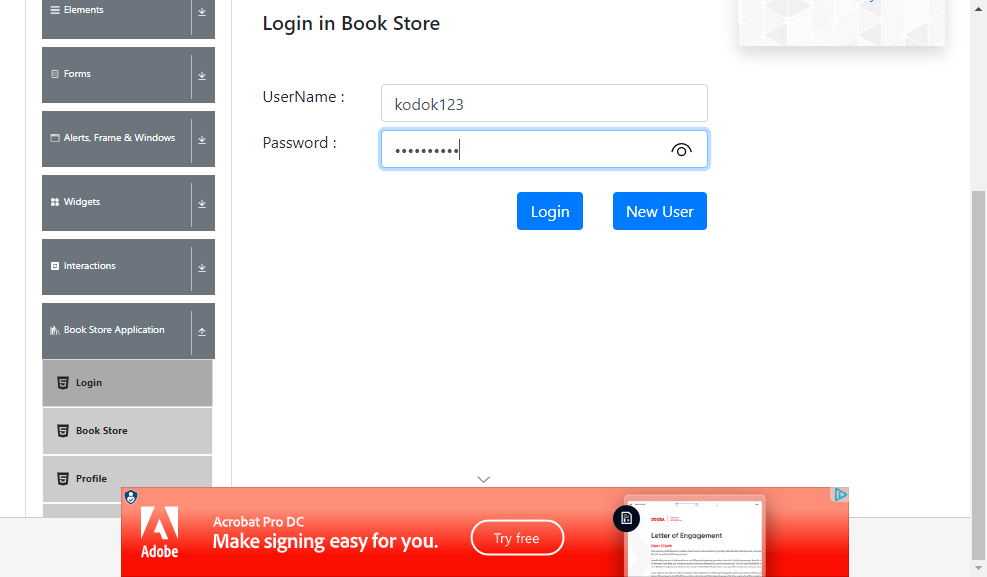 Elements
Login in Book Store
Forms
UserName :
kodok123
Alerts, Frame & Windows
Password :
••••••••••
Widgets
Login
New User
Interactions
Book Store Application
Login
Book Store
Profile
Acrobat Pro DC
Make signing easy for you.
Try free
Adobe
Letter of Engagement
Dear Client